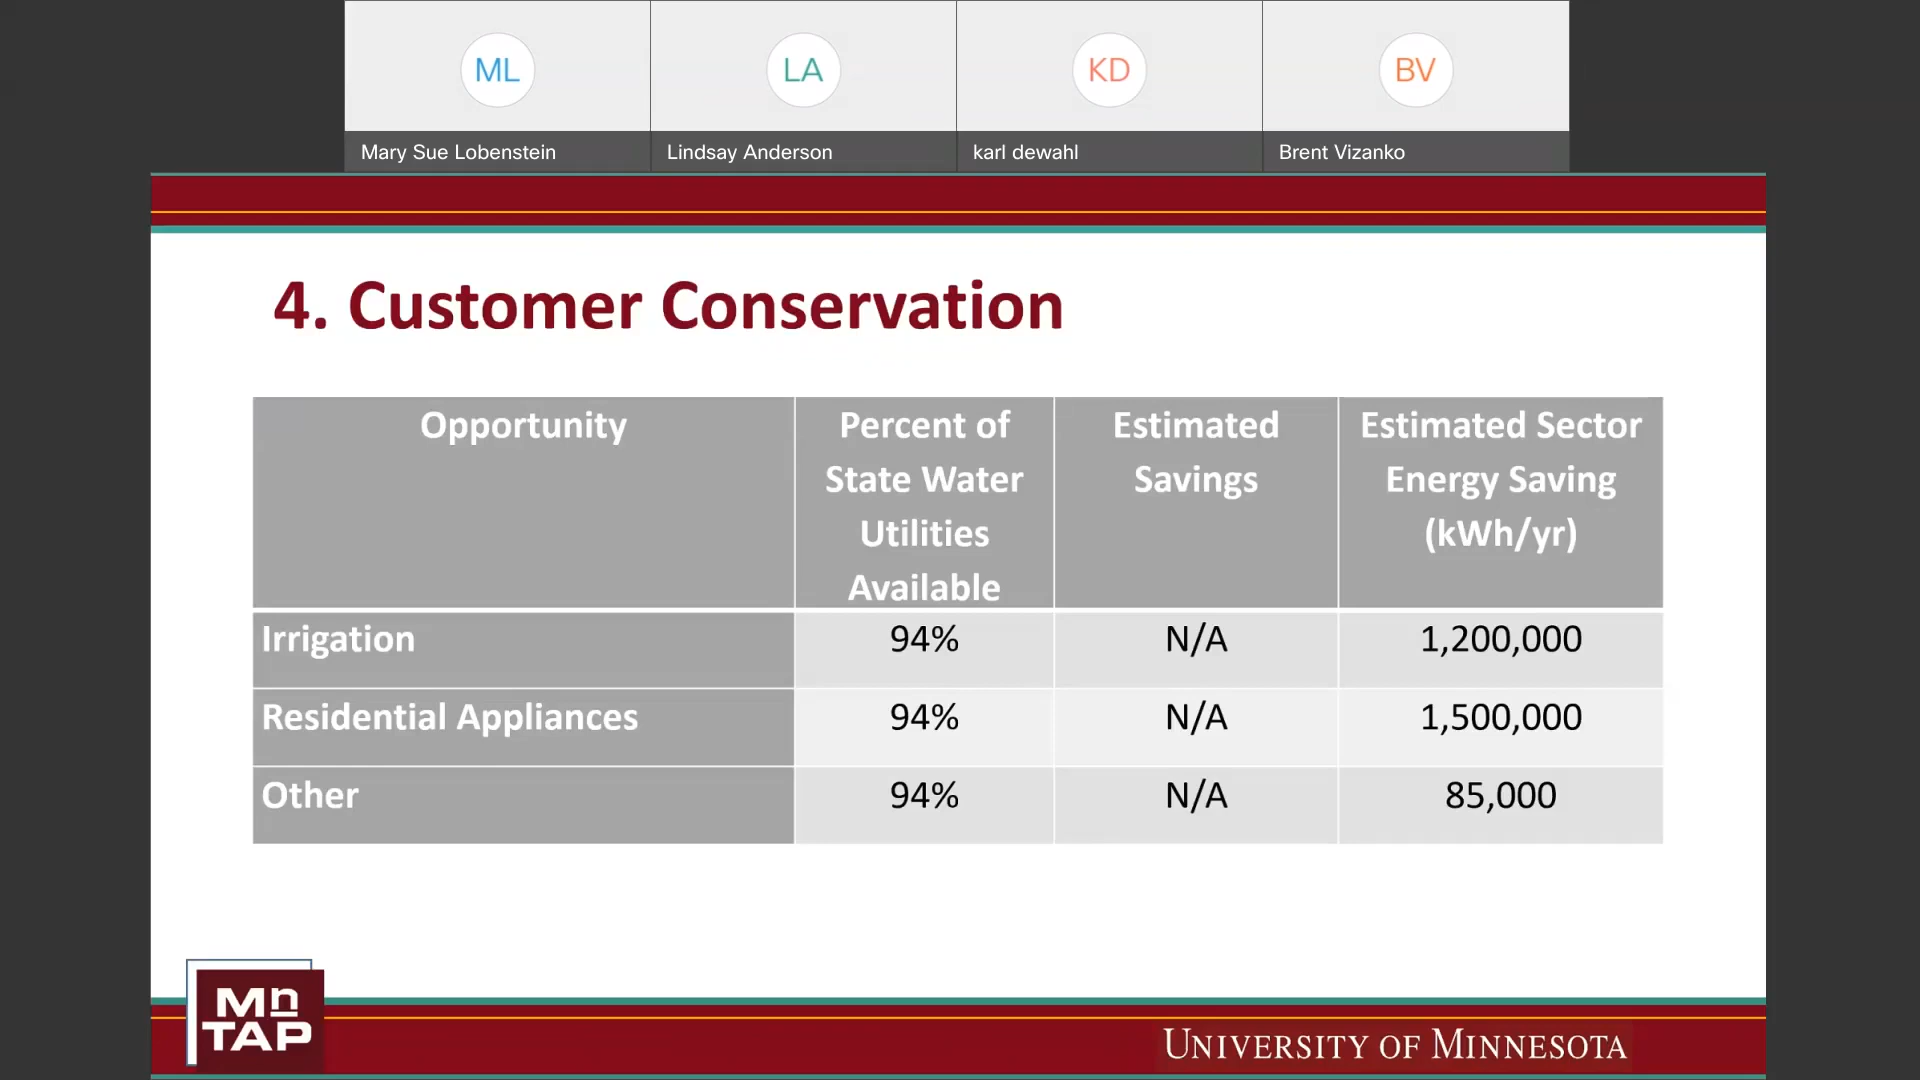 ML
LA
KD
BV
Mary Sue Lobenstein
Lindsay Anderson
karl dewahl
Brent Vizanko
4. Customer Conservation
Opportunity
Percent of
State Water
Utilities
Available
Estimated
Savings
Estimated Sector
Energy Saving
(kWh/yr)
Irrigation 94% N/A 1,200,000
Residential Appliances 94% N/A 1,500,000
Other 94% N/A 85,000
Mn
TAP
UNIVERSITY OF MINNESOTA